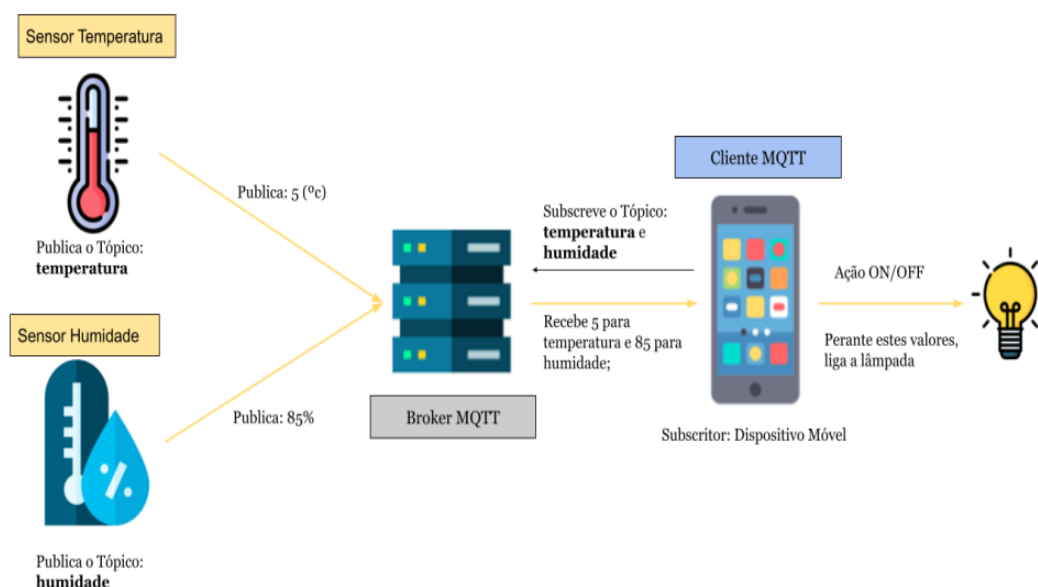 Sensor Temperatura
Publica o Tópico:
temperatura
Sensor Humidade
Publica o Tópico:
humidade
Publica: 5 (ºc)
Publica: 85%
Broker MQTT
Subscreve o Tópico:
temperatura e
humidade
Recebe 5 para
temperatura e 85 para
humidade;
Cliente MQTT
Subscritor: Dispositivo Móvel
Ação ON/OFF
Perante estes valores,
liga a lâmpada